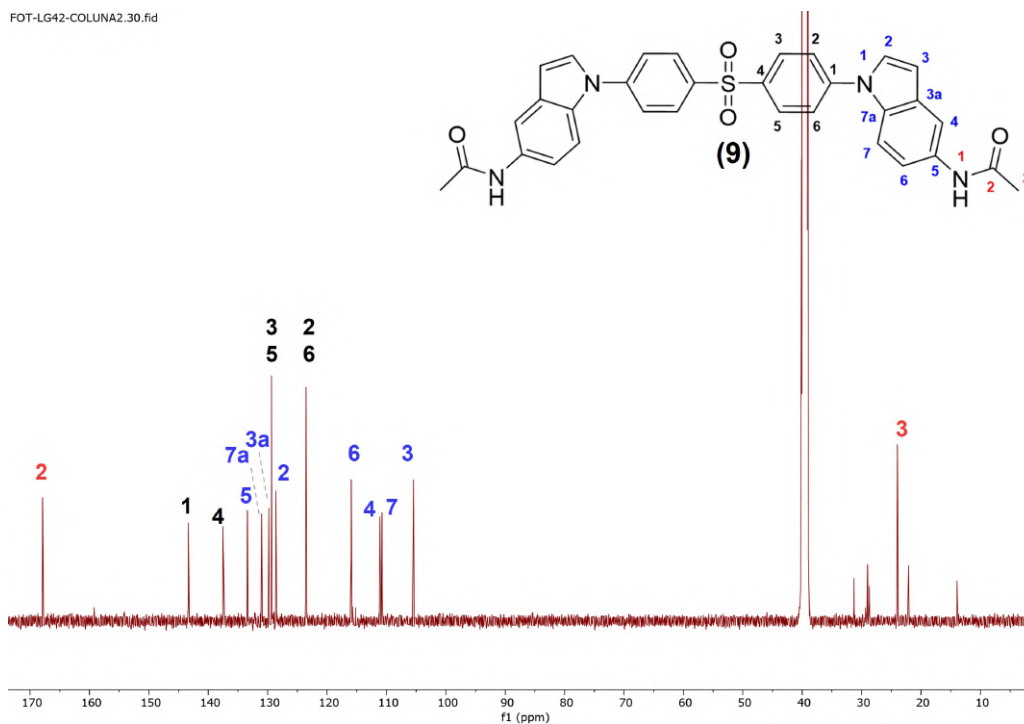 FOT-LG42-COLUNA2.30.fid
3 2 1 2
O 1 3
N S 4 1 N 3a
O 7a 4
O 5 6 7 1 O
(9) 5
N 6 N 2 3
H H
3 2
5 6
3a
7a 6 3 3
2 5 2
1 4 4 7
170 160 150 140 130 120 110 100 90 80 70 60 50 40 30 20 10
f1 (ppm)